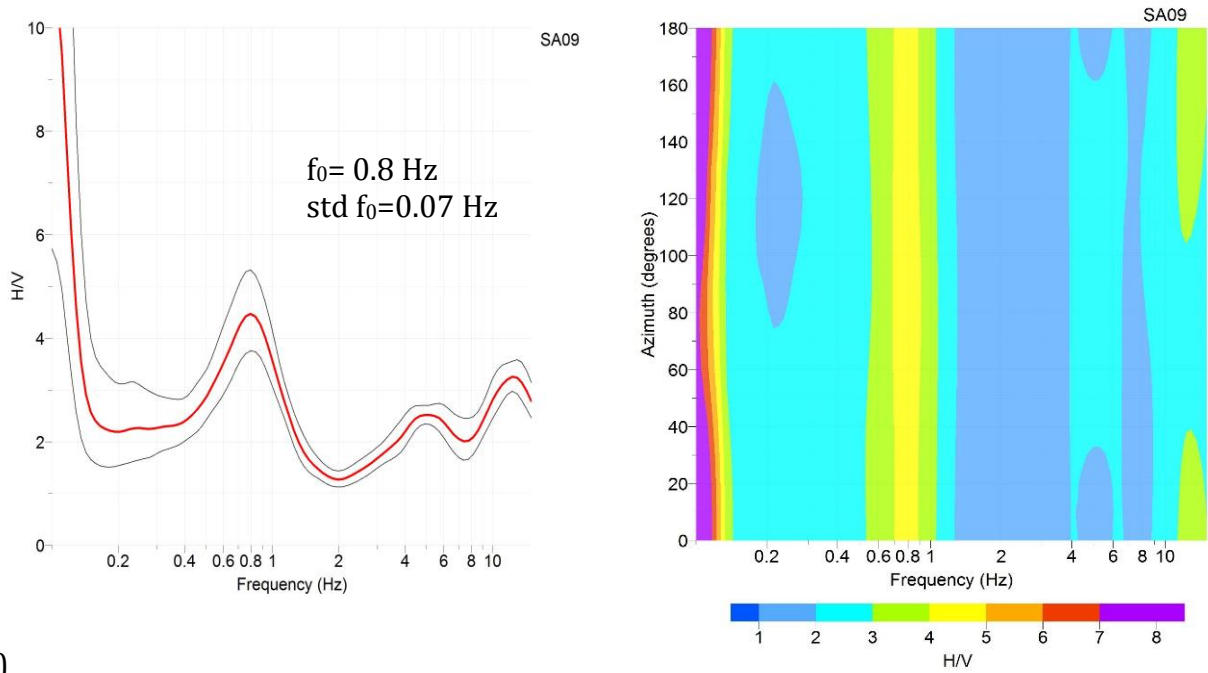 SA09
10
8
6
4
2
0
H/V
f₀= 0.8 Hz
std f₀=0.07 Hz
0.2 0.4 0.6 0.8 1 2 4 6 8 10
Frequency (Hz)
SA09
180
160
140
120
100
80
60
40
20
0
Azimuth (degrees)
0.2 0.4 0.6 0.8 1 2 4 6 8 10
Frequency (Hz)
1 2 3 4 5 6 7 8
H/V